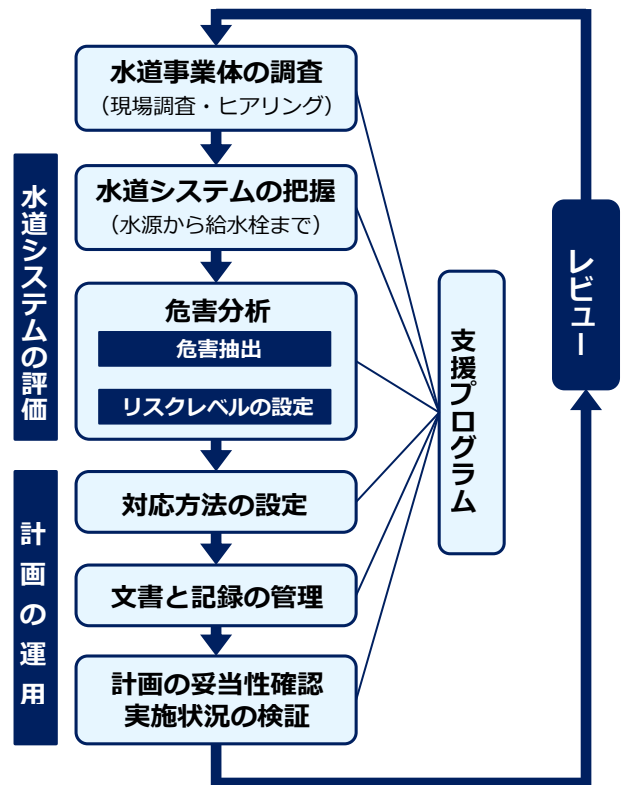 水道事業体の調査
（現場調査・ヒアリング）
水道システムの評価
水道システムの把握
（水源から給水栓まで）
危害分析
危害抽出
リスクレベルの設定
計画の運用
対応方法の設定
文書と記録の管理
計画の妥当性確認
実施状況の検証
支援プログラム
レビュー